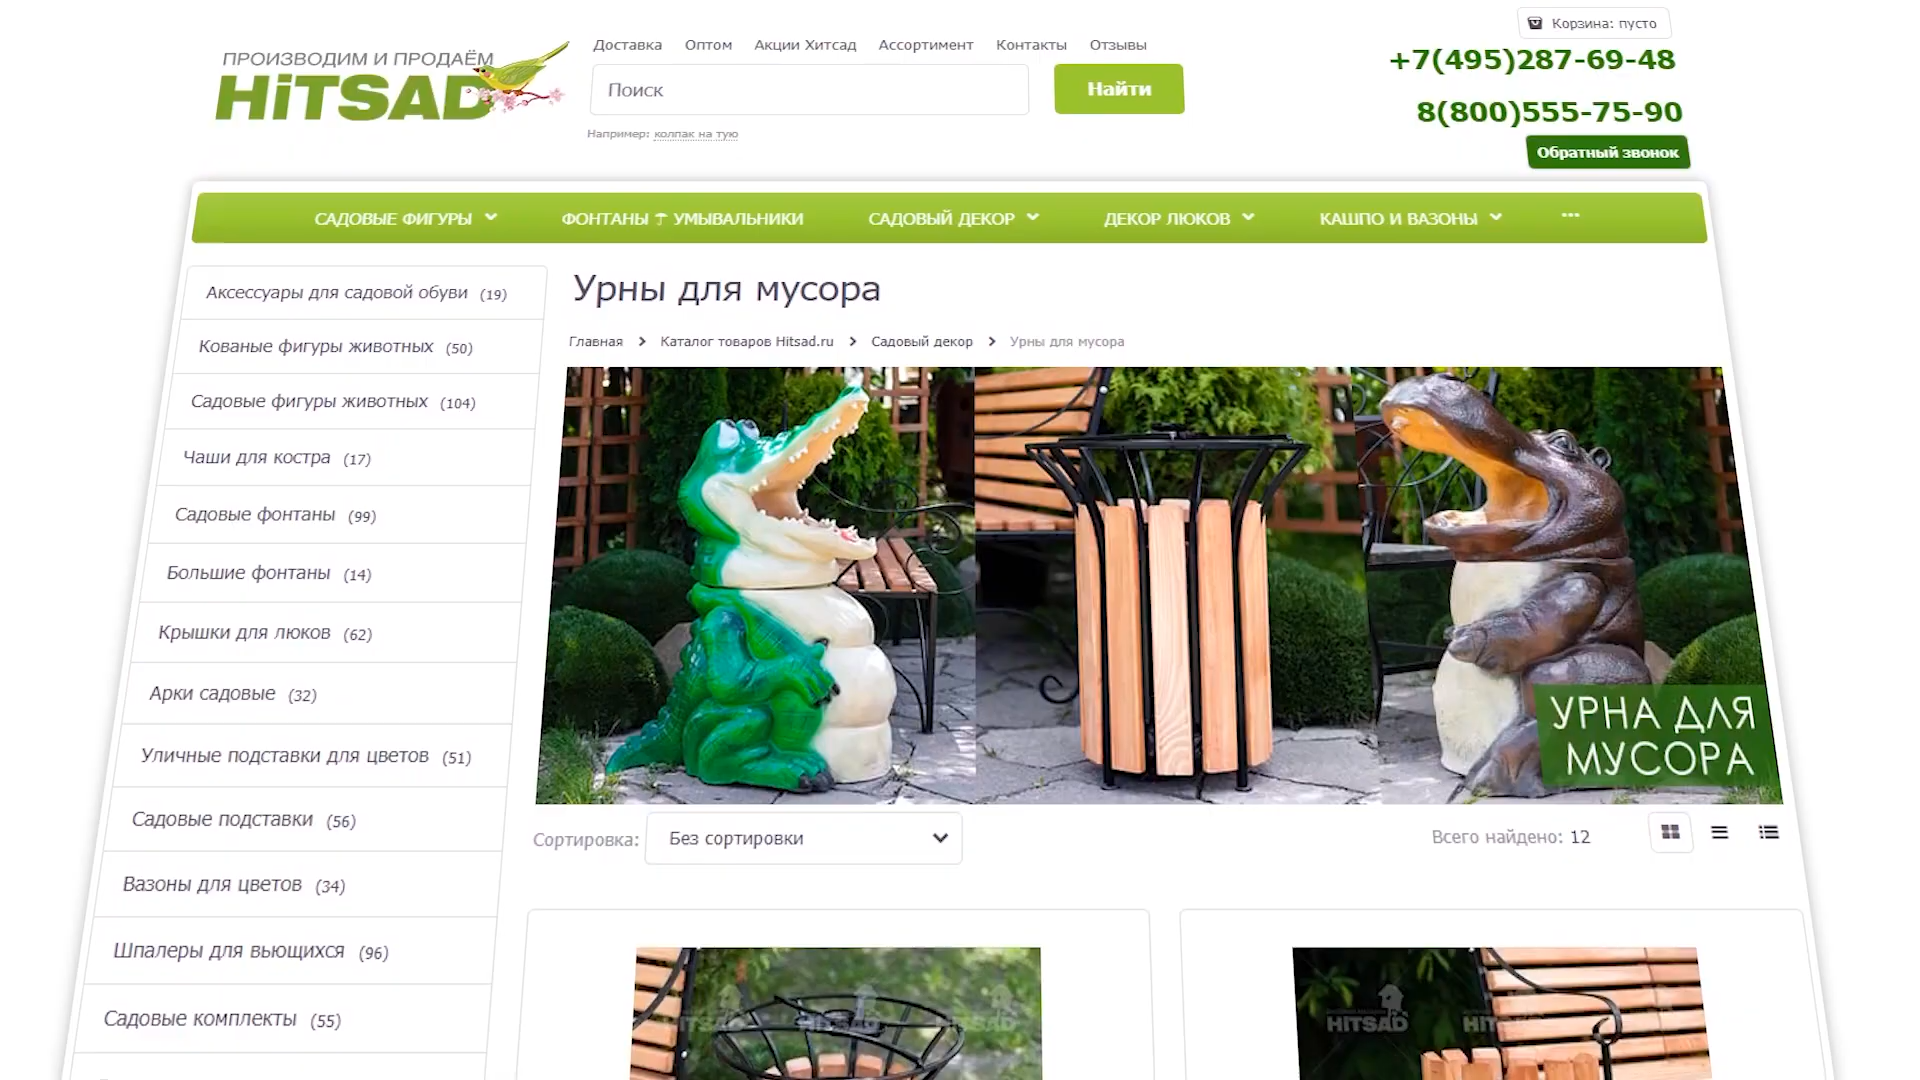 Корзина: пусто
ПРОИЗВОДИМ И ПРОДАЁМ
HiTSAD
Доставка Оптом Акции Хитсад Ассортимент Контакты Отзывы
+7(495)287-69-48
Поиск
Найти
8(800)555-75-90
Например: колпак на тую
Обратный звонок
САДОВЫЕ ФИГУРЫ ФОНТАНЫ ☂ УМЫВАЛЬНИКИ САДОВЫЙ ДЕКОР ДЕКОР ЛЮКОВ КАШПО И ВАЗОНЫ ...
Аксессуары для садовой обуви (19)
Кованые фигуры животных (50)
Садовые фигуры животных (104)
Чаши для костра (17)
Садовые фонтаны (99)
Большие фонтаны (14)
Крышки для люков (62)
Арки садовые (32)
Уличные подставки для цветов (51)
Садовые подставки (56)
Вазоны для цветов (34)
Шпалеры для вьющихся (96)
Садовые комплекты (55)
Урны для мусора
Главная > Каталог товаров Hitsad.ru > Садовый декор > Урны для мусора
УРНА ДЛЯ
МУСОРА
Сортировка: Без сортировки
Всего найдено: 12
HITSAD HITSAD HITSAD
HITSAD HITSAD